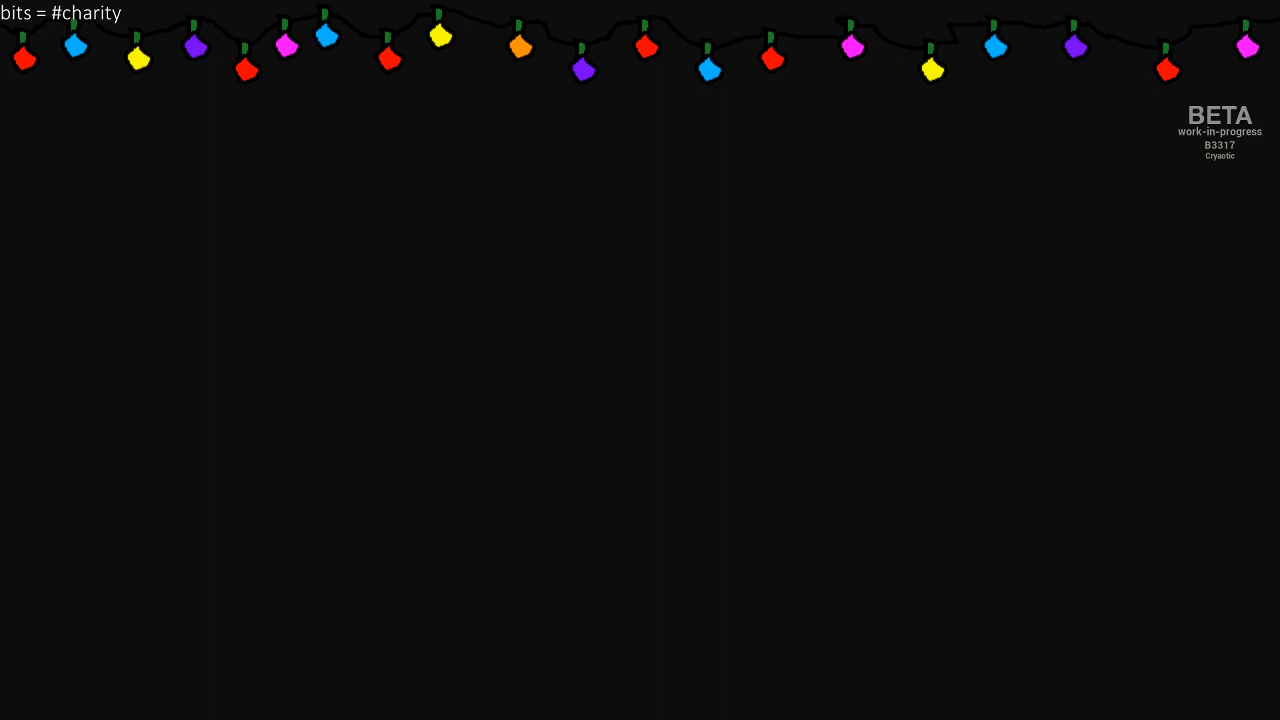 bits = #charity
BETA
work-in-progress
B3317
Cryaotic